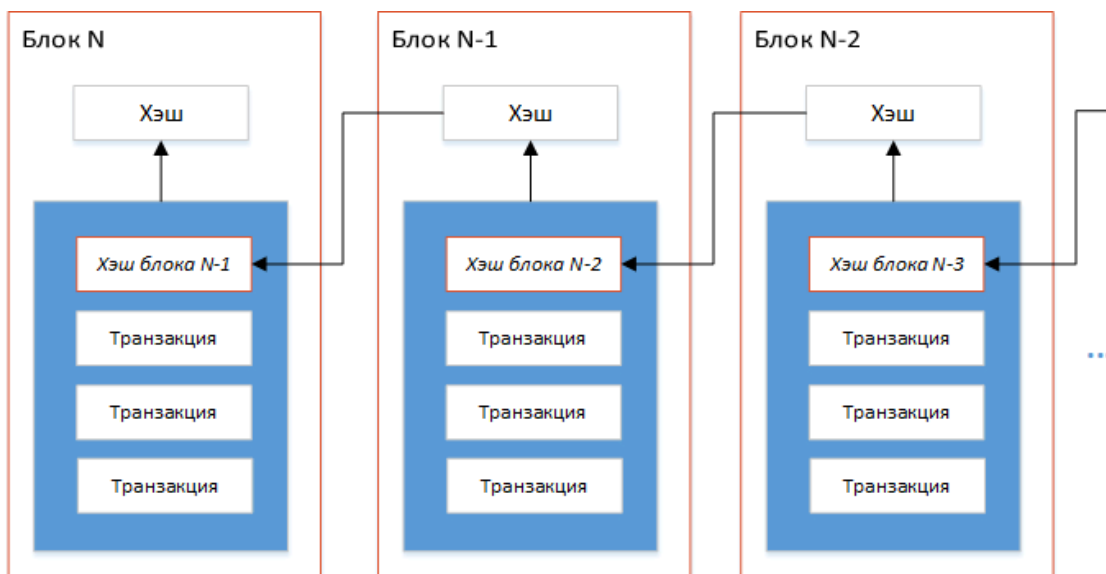 Блок N
Хэш
Хэш блока N-1
Транзакция
Транзакция
Транзакция
Блок N-1
Хэш
Хэш блока N-2
Транзакция
Транзакция
Транзакция
Блок N-2
Хэш
Хэш блока N-3
Транзакция
Транзакция
Транзакция
...